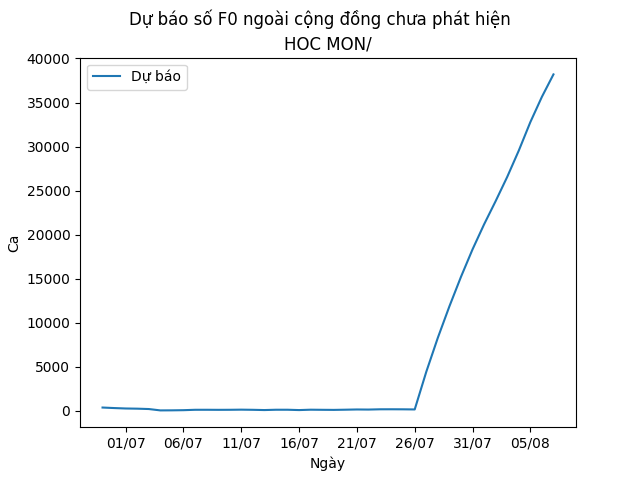 Dự báo số F0 ngoài cộng đồng chưa phát hiện
HOC MON/
40000
35000
30000
25000
20000
15000
10000
5000
0
Ca
Dự báo
01/07 06/07 11/07 16/07 21/07 26/07 31/07 05/08
Ngày